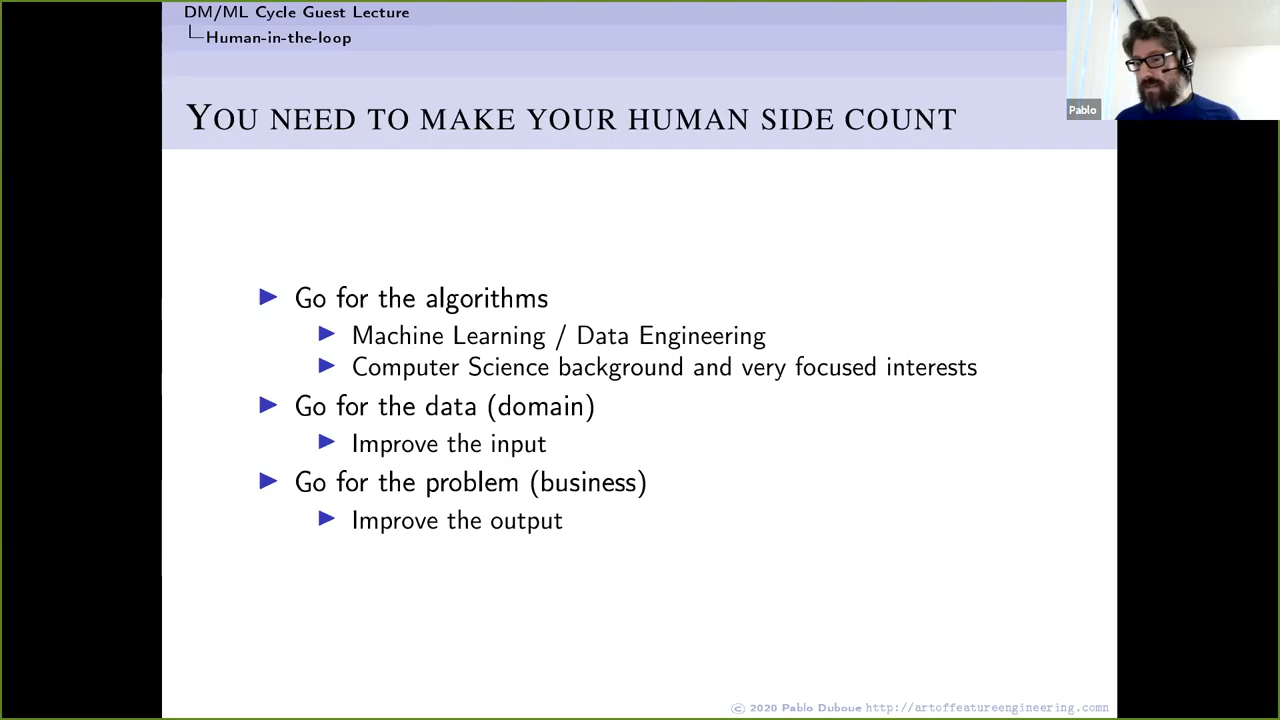 DM/ML Cycle Guest Lecture
Human-in-the-loop
YOU NEED TO MAKE YOUR HUMAN SIDE COUNT
Pablo
Go for the algorithms
Machine Learning / Data Engineering
Computer Science background and very focused interests
Go for the data (domain)
Improve the input
Go for the problem (business)
Improve the output
© 2020 Pablo Duboue http://artoffeatureengineering.comn